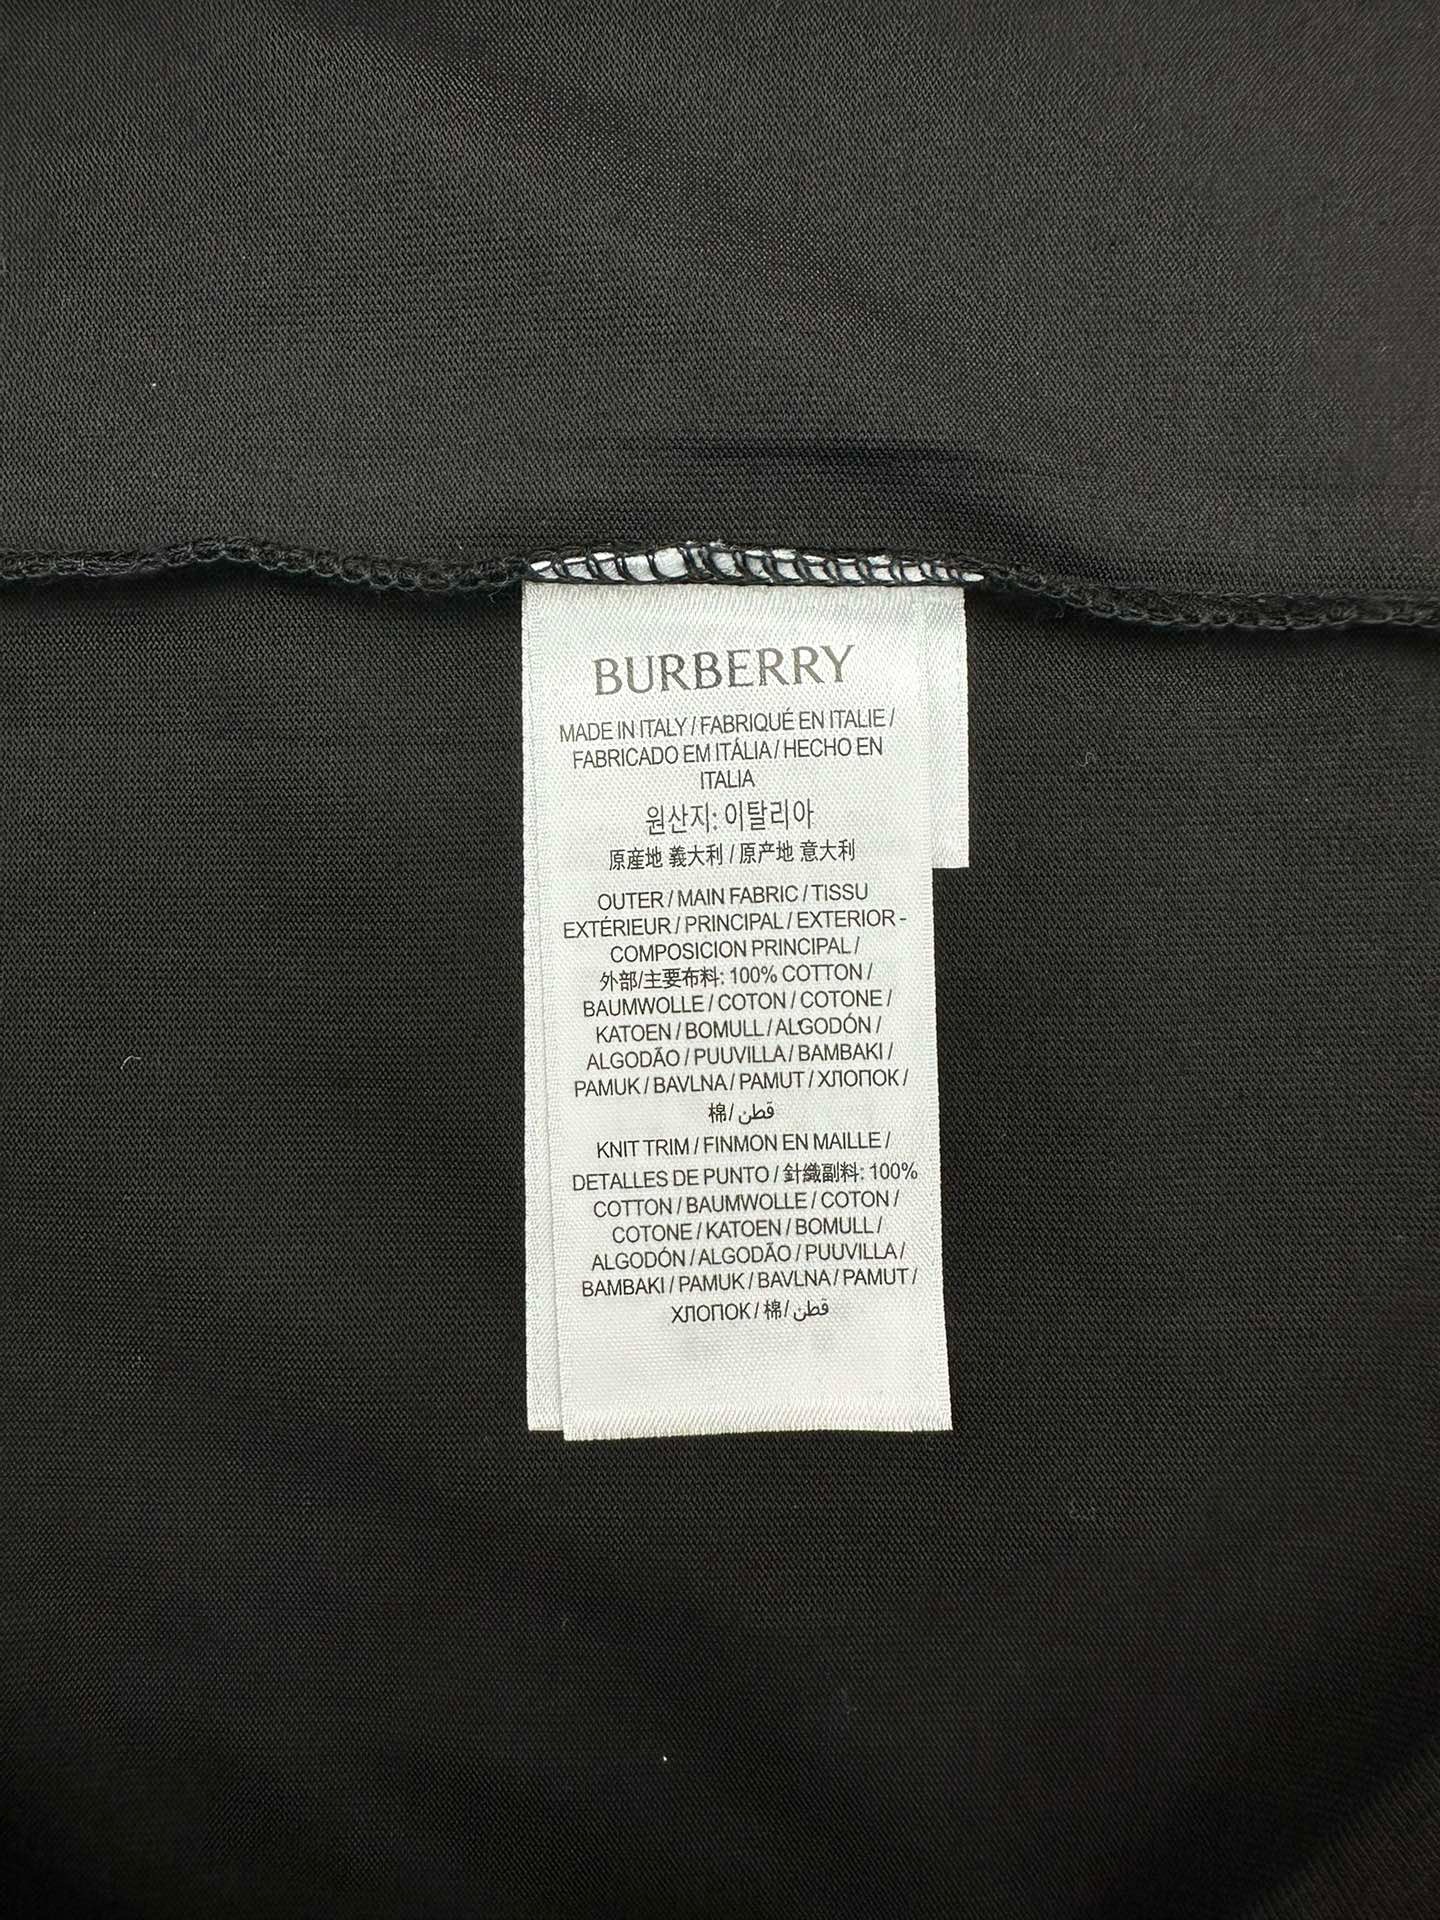 BURBERRY
MADE IN ITALY / FABRIQUÉ EN ITALIE /
FABRICADO EM ITÁLIA / HECHO EN
ITALIA
원산지: 이탈리아
原産地 義大利 / 原产地 意大利
OUTER / MAIN FABRIC / TISSU
EXTÉRIEUR / PRINCIPAL / EXTERIOR -
COMPOSICION PRINCIPAL /
外部/主要布料: 100% COTTON /
BAUMWOLLE / COTON / COTONE /
KATOEN / BOMULL / ALGODÓN /
ALGODÃO / PUUVILLA / BAMBAKI /
PAMUK / BAVLNA / PAMUT / ХЛОПОК /
棉 / قطن
KNIT TRIM / FINMON EN MAILLE /
DETALLES DE PUNTO / 針織副料: 100%
COTTON / BAUMWOLLE / COTON /
COTONE / KATOEN / BOMULL /
ALGODÓN / ALGODÃO / PUUVILLA /
BAMBAKI / PAMUK / BAVLNA / PAMUT /
ХЛОПОК / 棉 / قطن